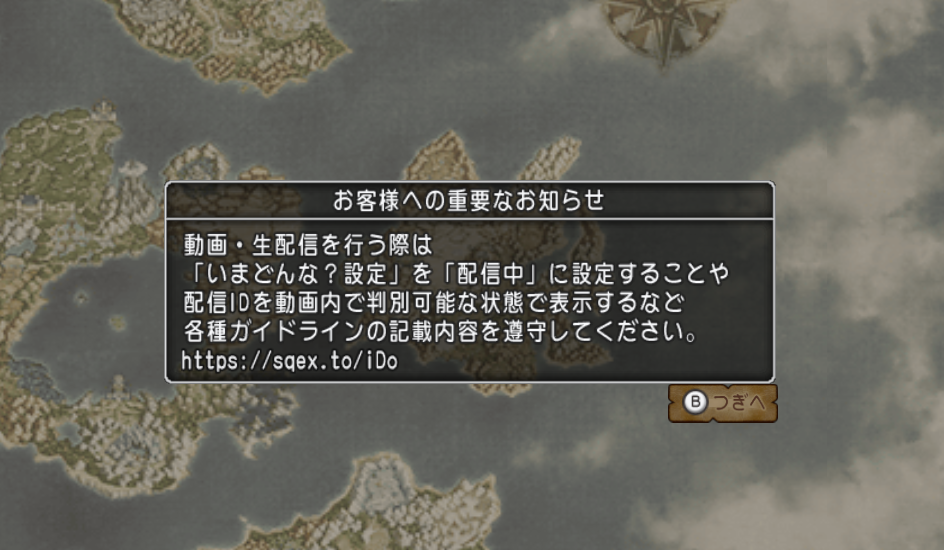 お客様への重要なお知らせ
動画・生配信を行う際は
「いまどんな？設定」を「配信中」に設定することや
配信IDを動画内で判別可能な状態で表示するなど
各種ガイドラインの記載内容を遵守してください。
https://sqex.to/iDo
B つぎへ